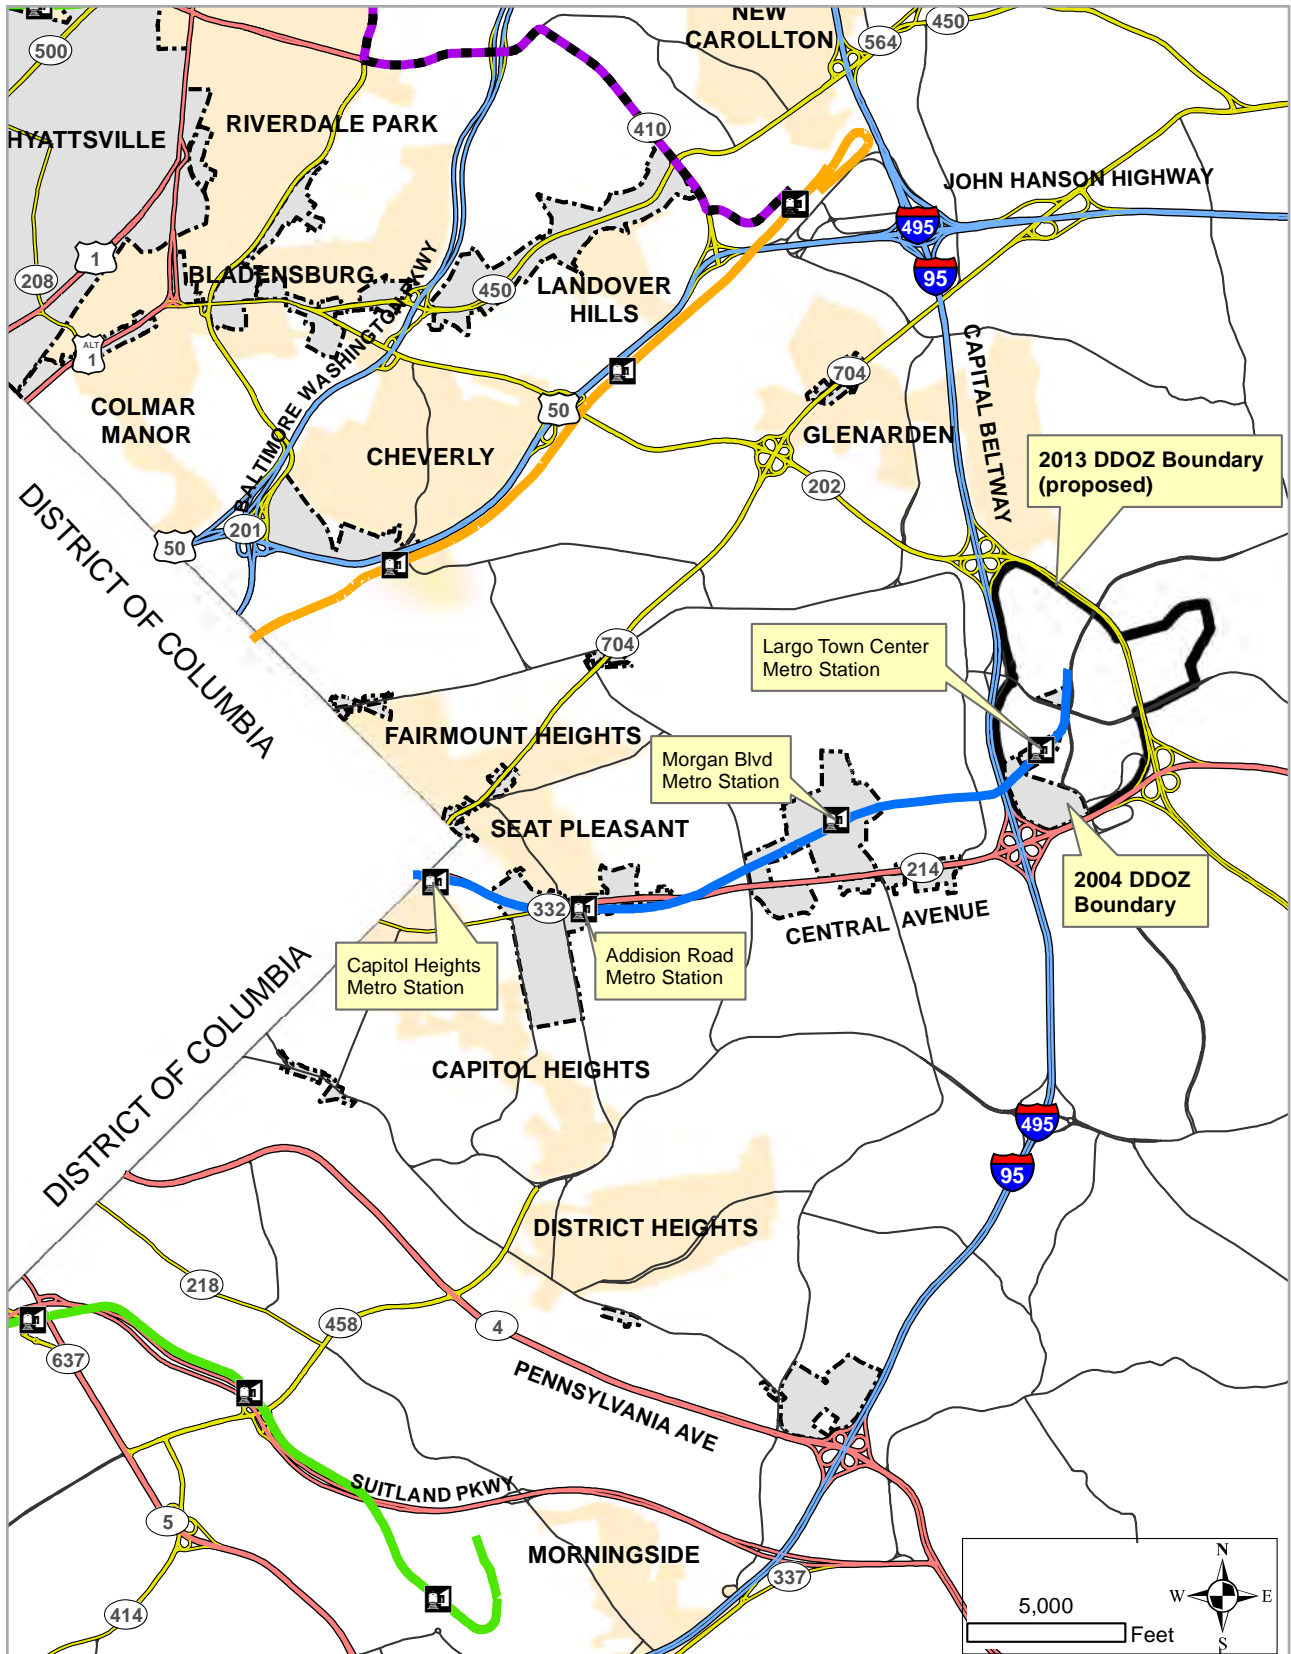 NEW
CAROLLTON
450
564
500
410
RIVERDALE PARK
HYATTSVILLE
JOHN HANSON HIGHWAY
495
95
1
208
BLADENSBURG
450
LANDOVER
HILLS
ALT
1
BALTIMORE WASHINGTON PKWY
CAPITAL BELTWAY
704
50
COLMAR
MANOR
GLENARDEN
CHEVERLY
2013 DDOZ Boundary
(proposed)
202
201
50
DISTRICT OF COLUMBIA
704
Largo Town Center
Metro Station
FAIRMOUNT HEIGHTS
Morgan Blvd
Metro Station
SEAT PLEASANT
214
2004 DDOZ
Boundary
332
CENTRAL AVENUE
Capitol Heights
Metro Station
Addision Road
Metro Station
DISTRICT OF COLUMBIA
CAPITOL HEIGHTS
495
95
DISTRICT HEIGHTS
218
458
4
637
PENNSYLVANIA AVE
SUITLAND PKWY
5
MORNINGSIDE
337
414
N
W
E
S
5,000
Feet